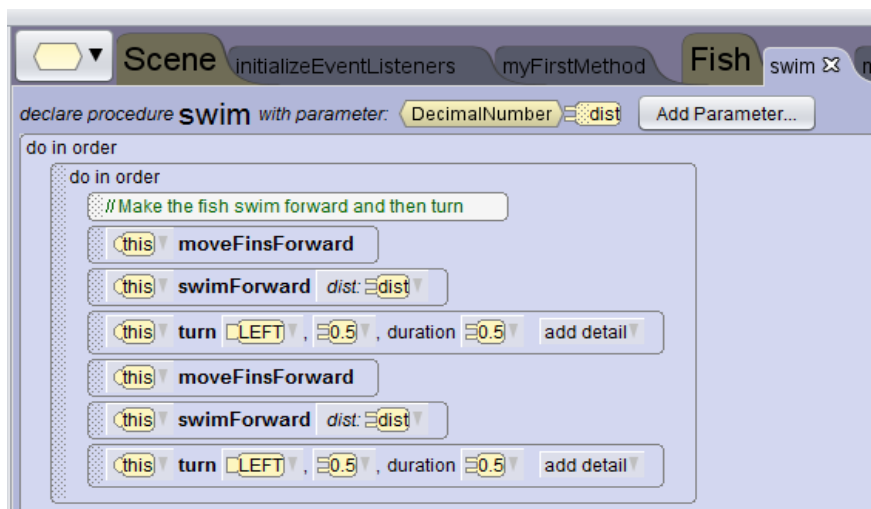 Scene initializeEventListeners myFirstMethod Fish swim
declare procedure swim with parameter: DecimalNumber dist Add Parameter...
do in order
do in order
// Make the fish swim forward and then turn
this moveFinsForward
this swimForward dist: dist
this turn LEFT , 0.5 , duration 0.5 add detail
this moveFinsForward
this swimForward dist: dist
this turn LEFT , 0.5 , duration 0.5 add detail